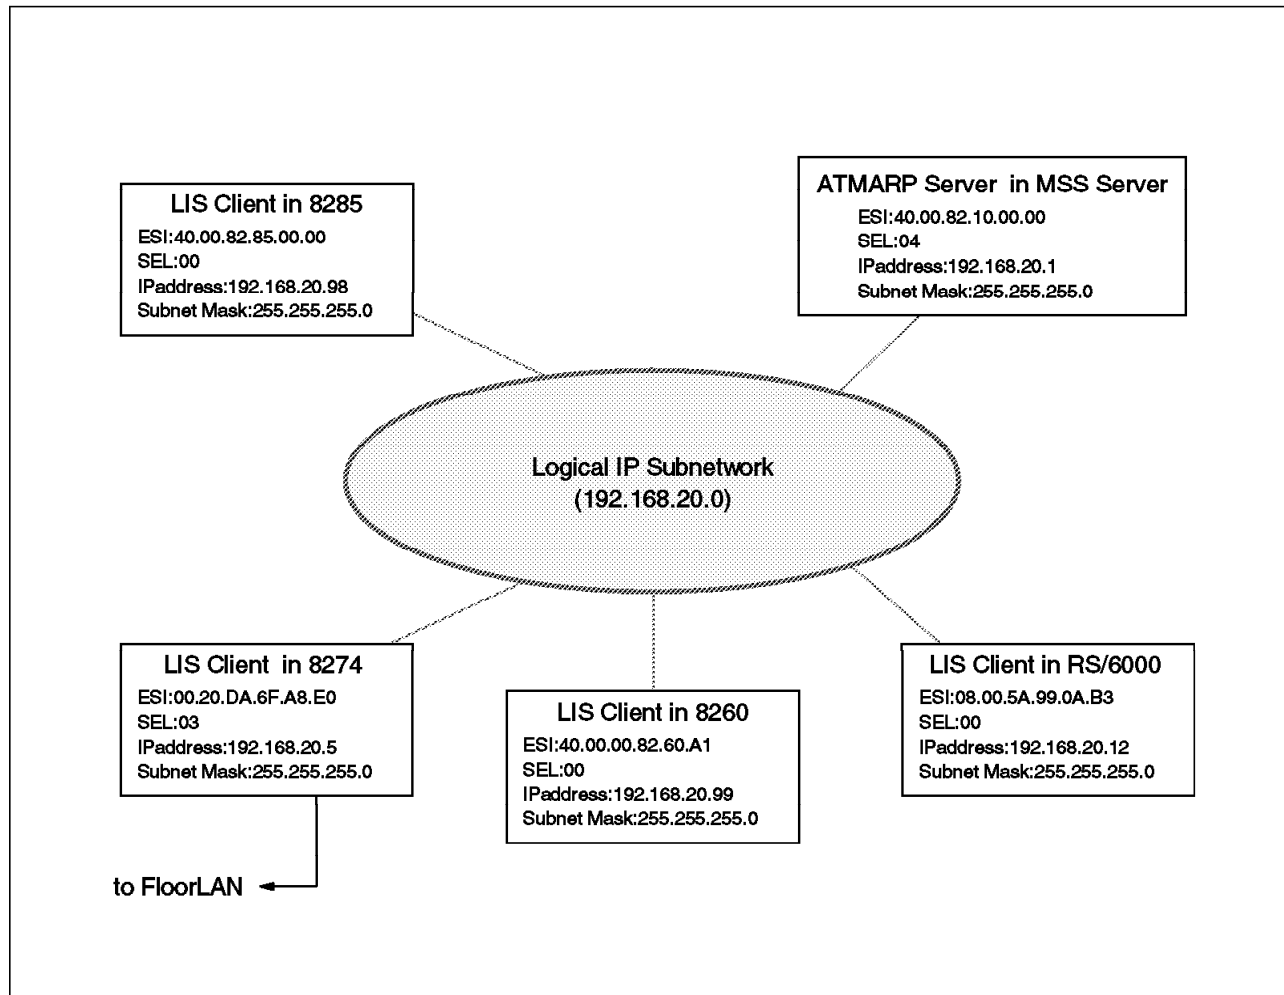 LIS Client in 8285
ESI:40.00.82.85.00.00
SEL:00
IPaddress:192.168.20.98
Subnet Mask:255.255.255.0
ATMARP Server in MSS Server
ESI:40.00.82.10.00.00
SEL:04
IPaddress:192.168.20.1
Subnet Mask:255.255.255.0
Logical IP Subnetwork
(192.168.20.0)
LIS Client in 8274
ESI:00.20.DA.6F.A8.E0
SEL:03
IPaddress:192.168.20.5
Subnet Mask:255.255.255.0
LIS Client in 8260
ESI:40.00.00.82.60.A1
SEL:00
IPaddress:192.168.20.99
Subnet Mask:255.255.255.0
LIS Client in RS/6000
ESI:08.00.5A.99.0A.B3
SEL:00
IPaddress:192.168.20.12
Subnet Mask:255.255.255.0
to FloorLAN